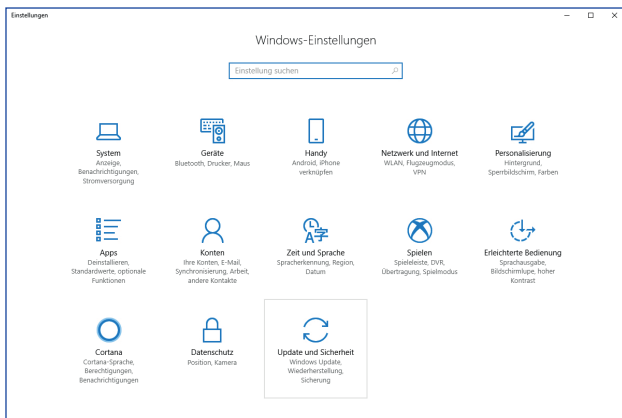 Einstellungen
Windows-Einstellungen
Einstellung suchen
System
Anzeige,
Benachrichtigungen,
Stromversorgung
Geräte
Bluetooth, Drucker, Maus
Handy
Android, iPhone
verknüpfen
Netzwerk und Internet
WLAN, Flugzeugmodus,
VPN
Personalisierung
Hintergrund,
Sperrbildschirm, Farben
Apps
Deinstallieren,
Standardwerte, optionale
Funktionen
Konten
Ihre Konten, E-Mail,
Synchronisierung, Arbeit,
andere Kontakte
A字
Zeit und Sprache
Spracherkennung, Region,
Datum
Spielen
Spieleleiste, DVR,
Übertragung, Spielmodus
Erleichterte Bedienung
Sprachausgabe,
Bildschirmlupe, hoher
Kontrast
Cortana
Cortana-Sprache,
Berechtigungen,
Benachrichtigungen
Datenschutz
Position, Kamera
Update und Sicherheit
Windows Update,
Wiederherstellung,
Sicherung